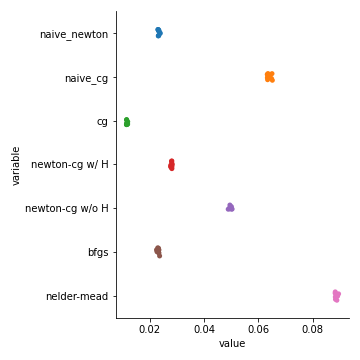 naive_newton
naive_cg
cg
newton-cg w/ H
newton-cg w/o H
bfgs
nelder-mead
variable
0.02 0.04 0.06 0.08
value